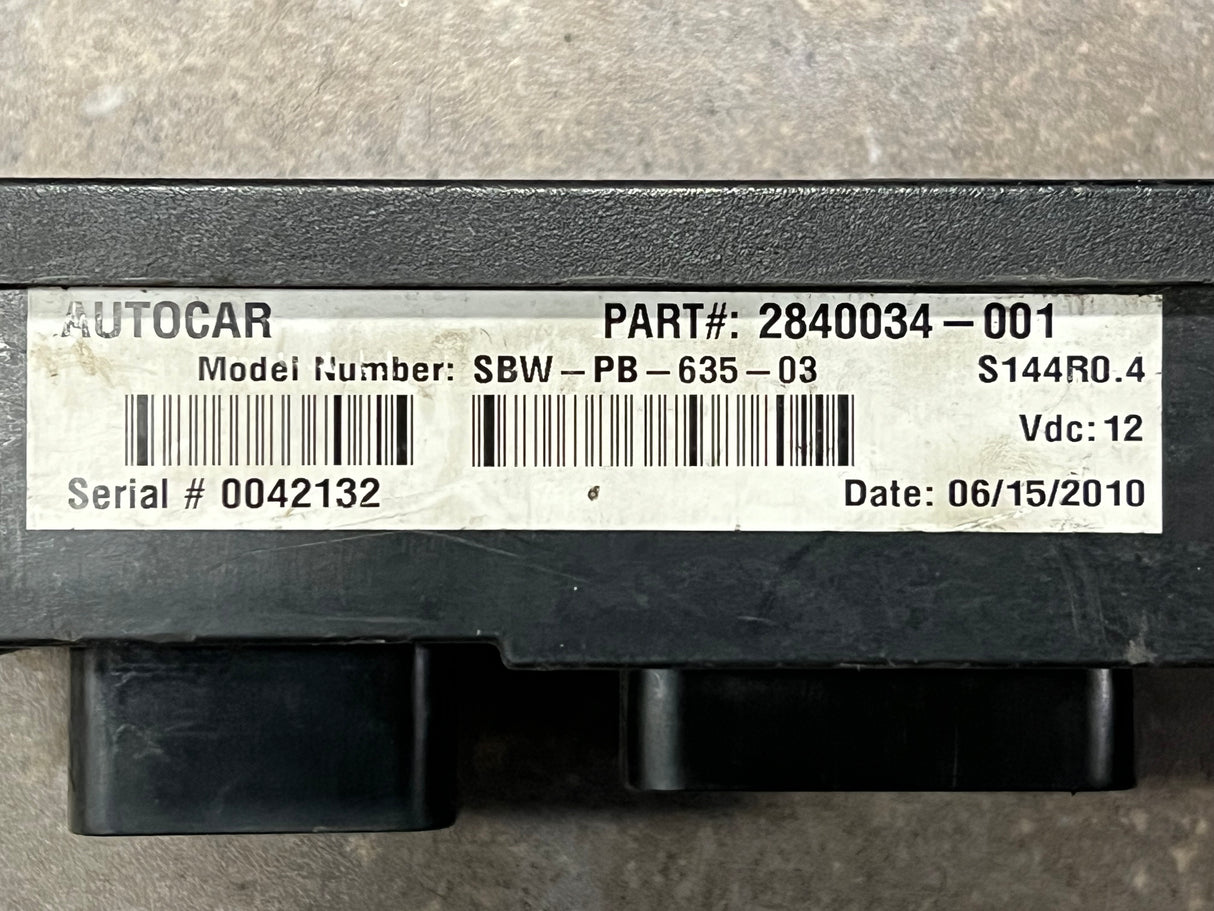 AUTOCAR PART#: 2840034-001
Model Number: SBW-PB-635-03 S144R0.4
Vdc: 12
Serial # 0042132 Date: 06/15/2010